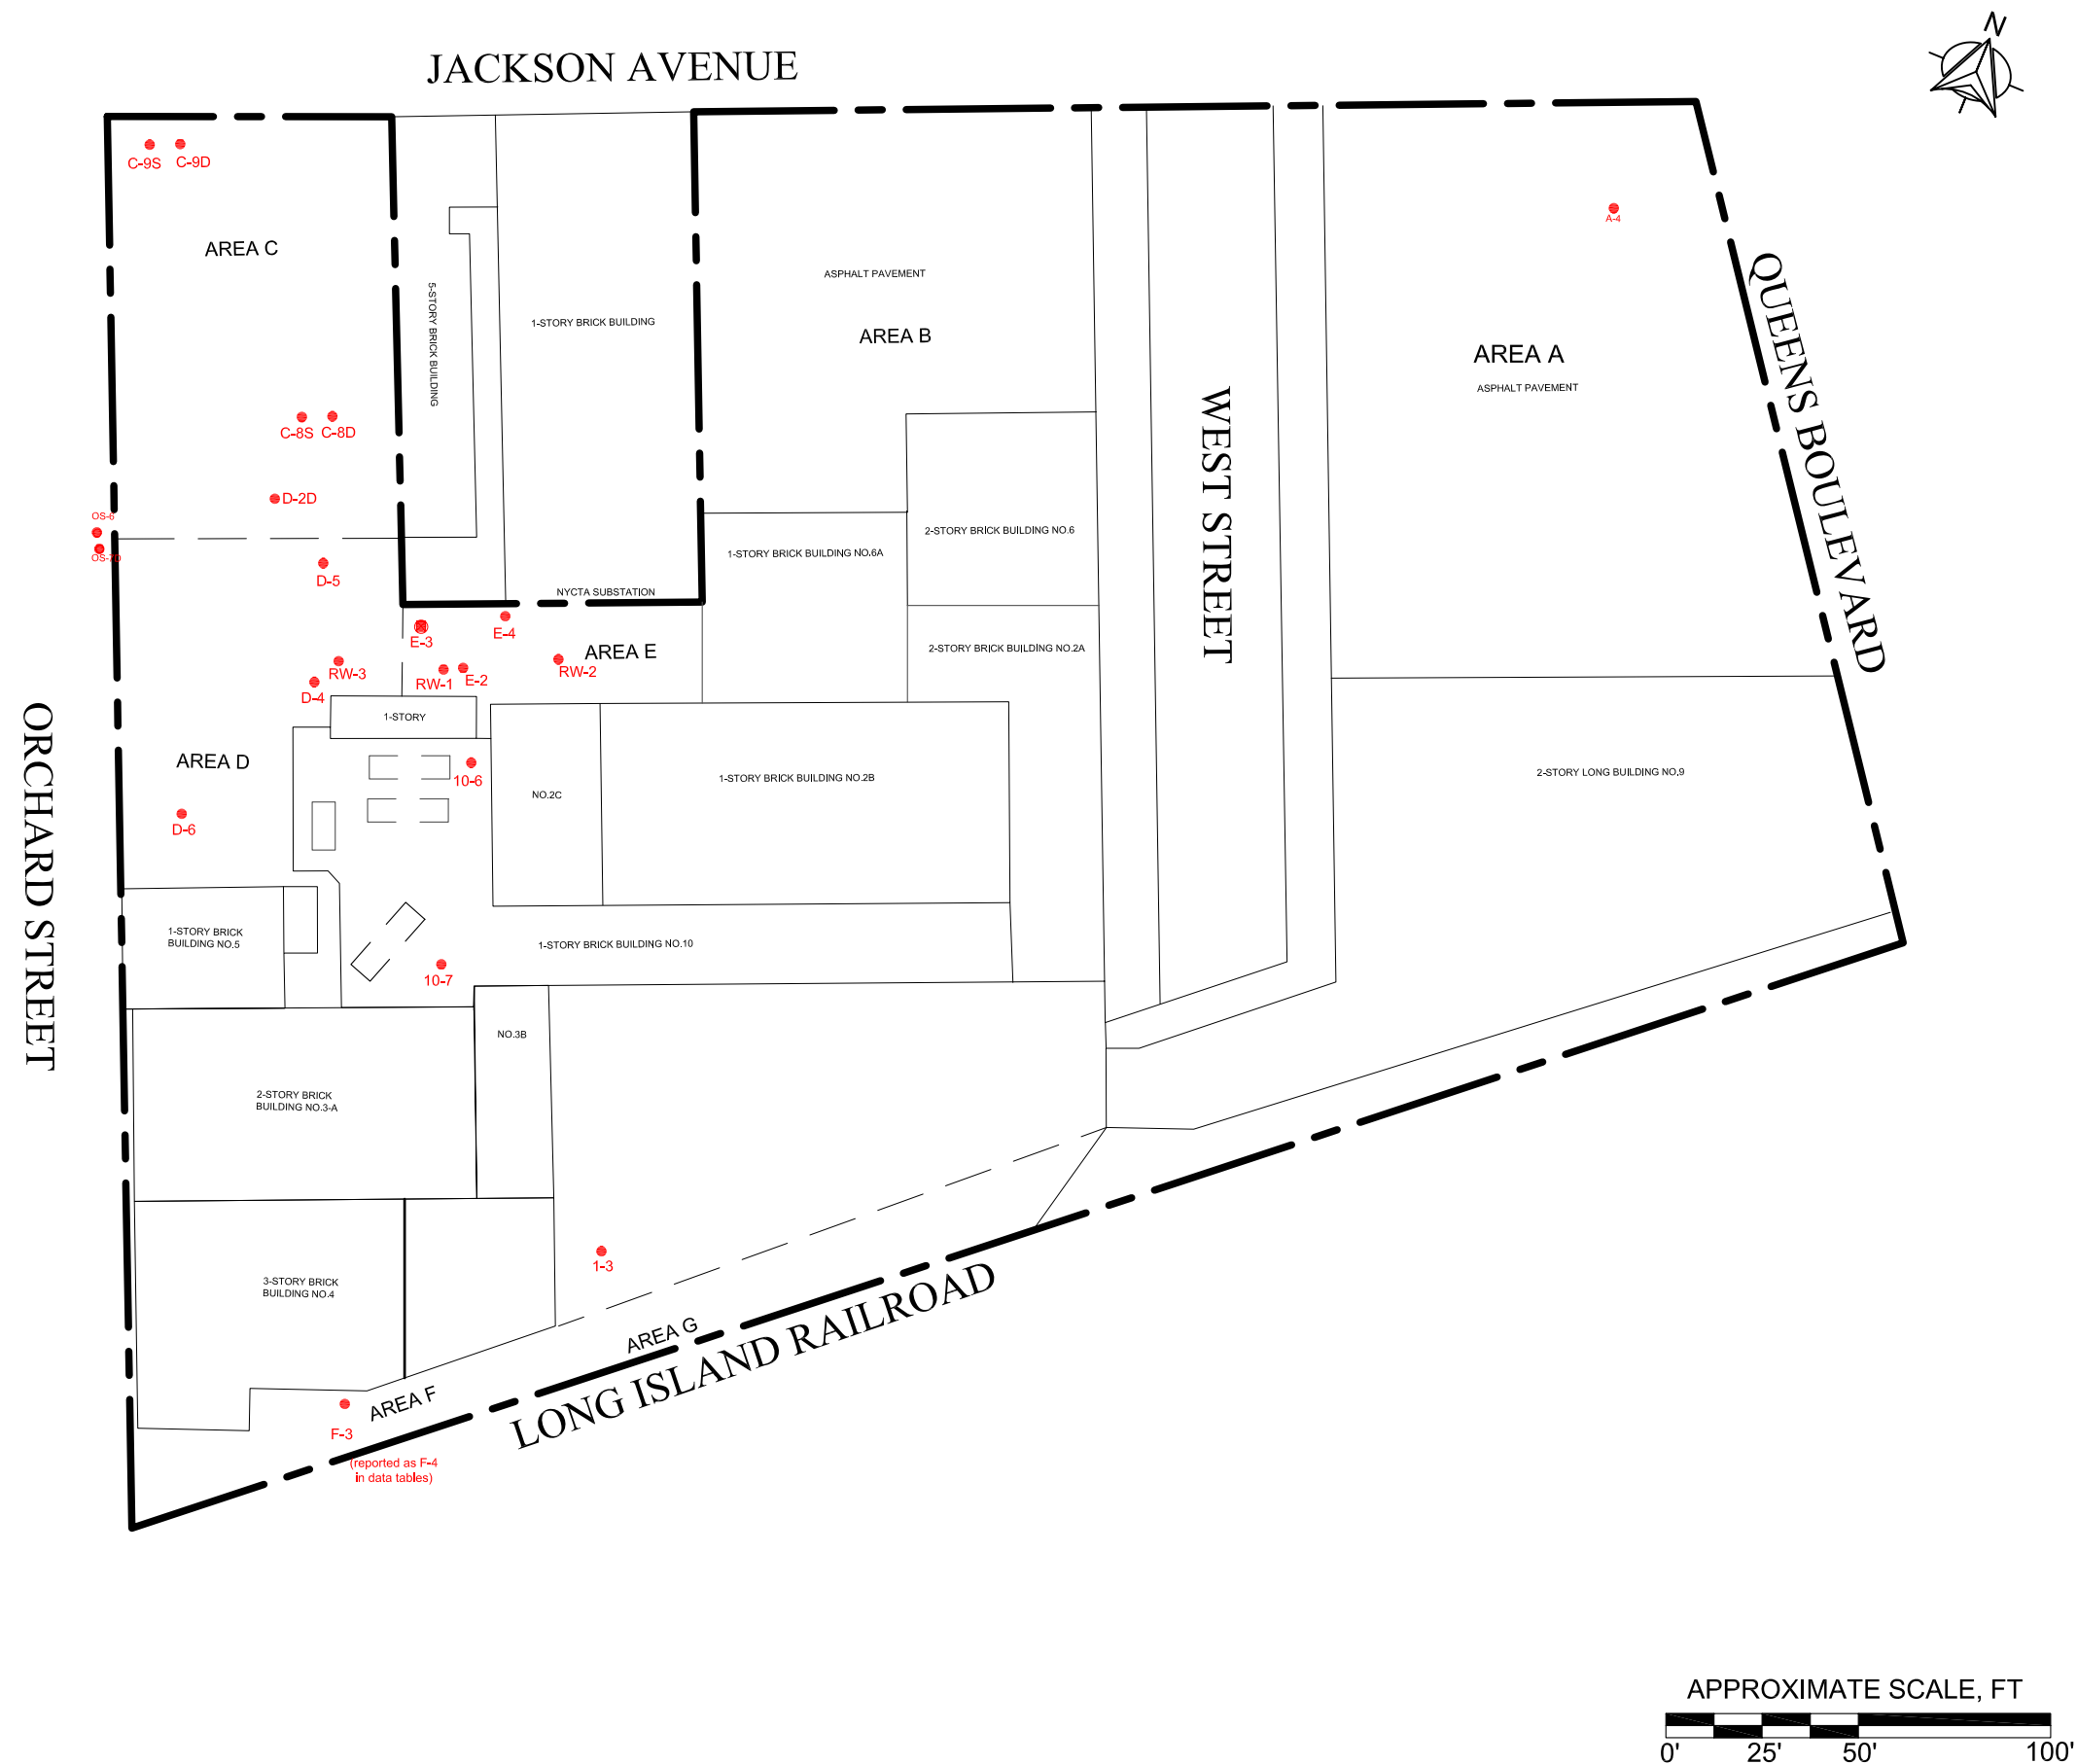 N
JACKSON AVENUE
C-9S
C-9D
A-4
AREA C
ASPHALT PAVEMENT
5-STORY BRICK BUILDING
1-STORY BRICK BUILDING
AREA B
AREA A
ASPHALT PAVEMENT
QUEENS BOULEVARD
WEST STREET
C-8S
C-8D
D-2D
OS-6
OS-7D
2-STORY BRICK BUILDING NO.6
1-STORY BRICK BUILDING NO.6A
D-5
NYCTA SUBSTATION
E-4
E-3
AREA E
2-STORY BRICK BUILDING NO.2A
RW-3
RW-1
E-2
RW-2
D-4
1-STORY
ORCHARD STREET
AREA D
10-6
NO.2C
1-STORY BRICK BUILDING NO.2B
2-STORY LONG BUILDING NO.9
D-6
1-STORY BRICK
BUILDING NO.5
1-STORY BRICK BUILDING NO.10
10-7
NO.3B
2-STORY BRICK
BUILDING NO.3-A
1-3
3-STORY BRICK
BUILDING NO.4
AREA G
LONG ISLAND RAILROAD
AREA F
F-3
(reported as F-4
in data tables)
APPROXIMATE SCALE, FT
0' 25' 50' 100'